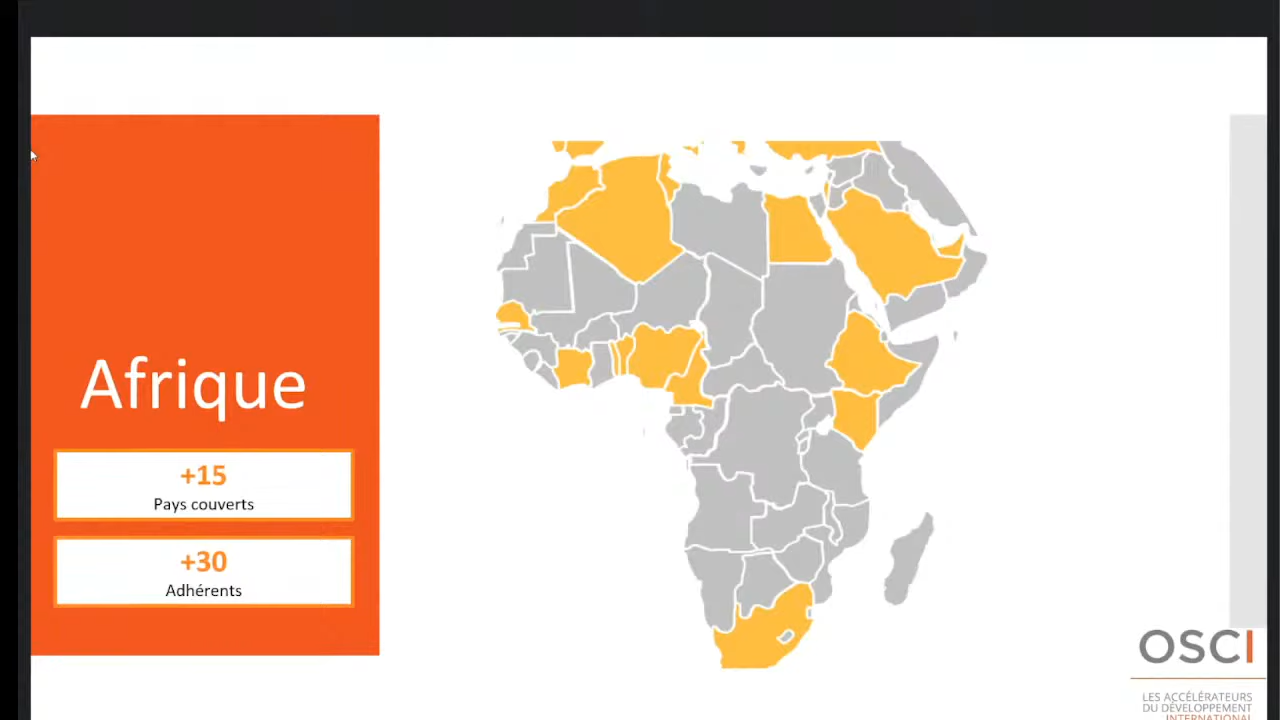 Afrique
+15
Pays couverts
+30
Adhérents
OSCI
LES ACCÉLÉRATEURS
DU DÉVELOPPEMENT
INTERNATIONAL